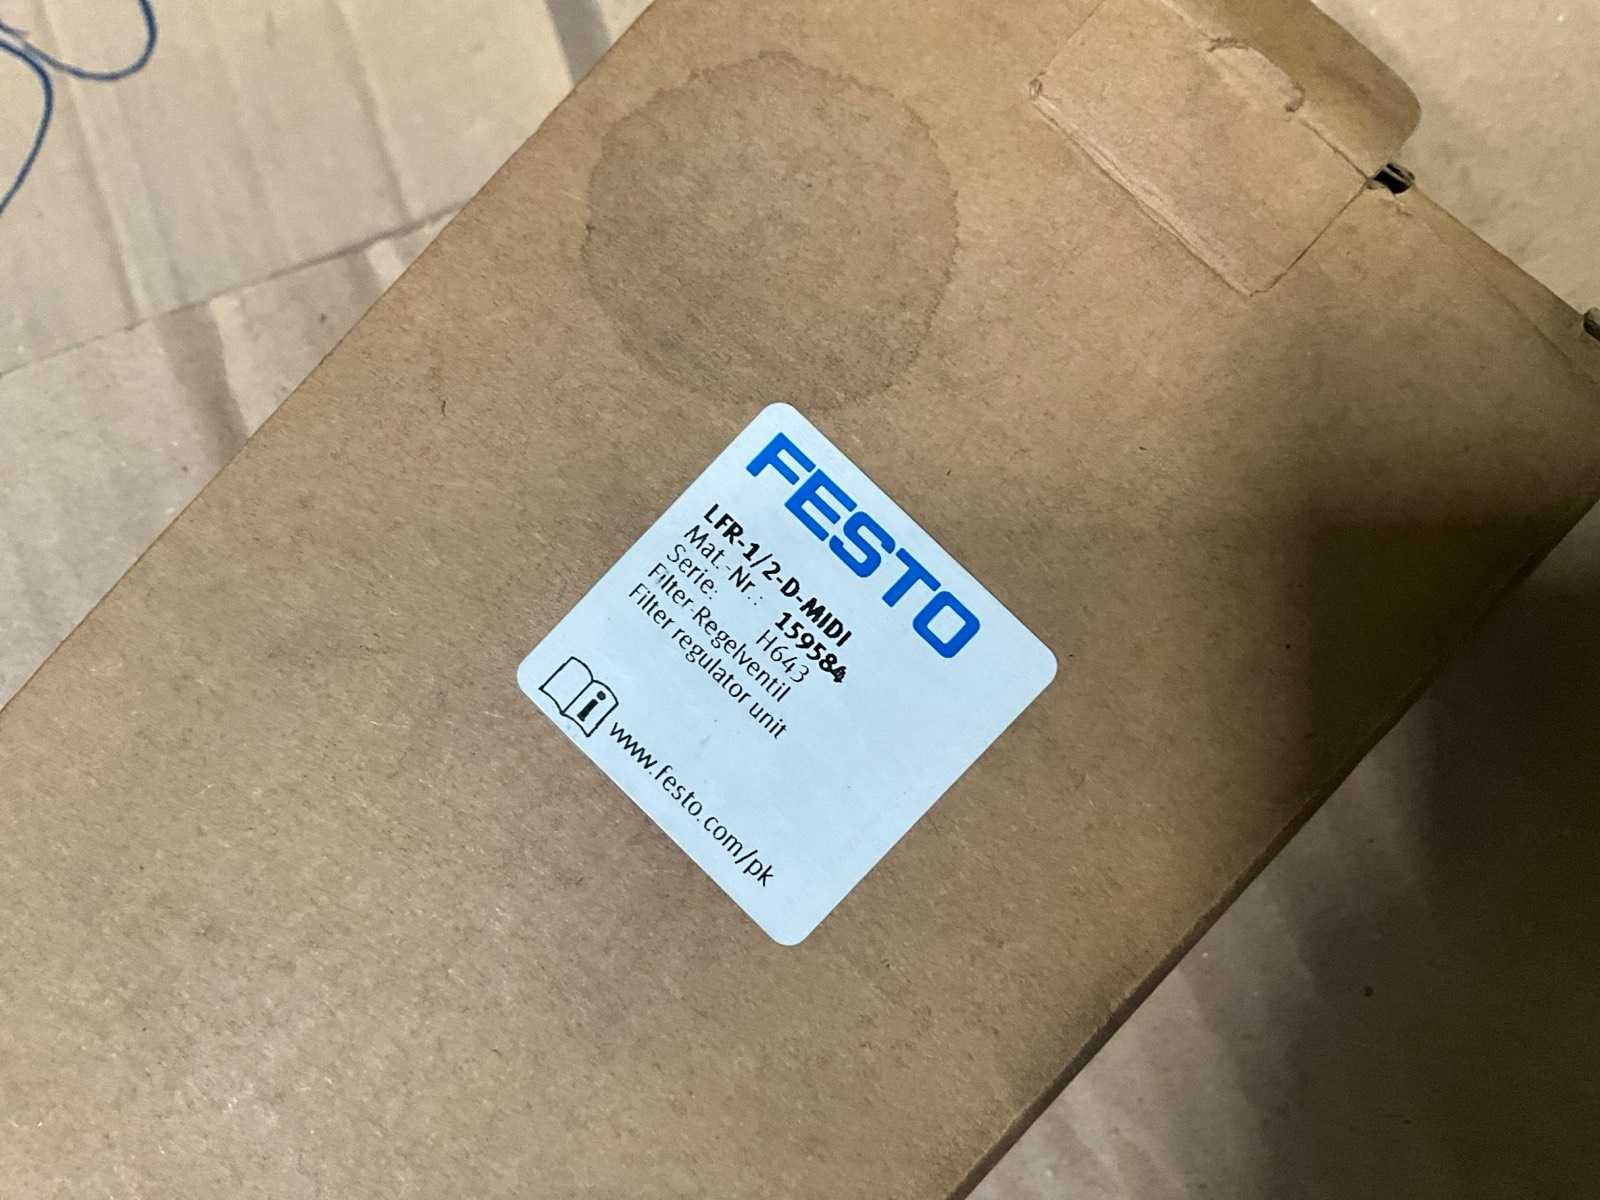 FESTO
LFR-1/2-D-MIDI
Mat.-Nr.: 159584
Serie: H643
Filter-Regelventil
Filter regulator unit
i www.festo.com/pk